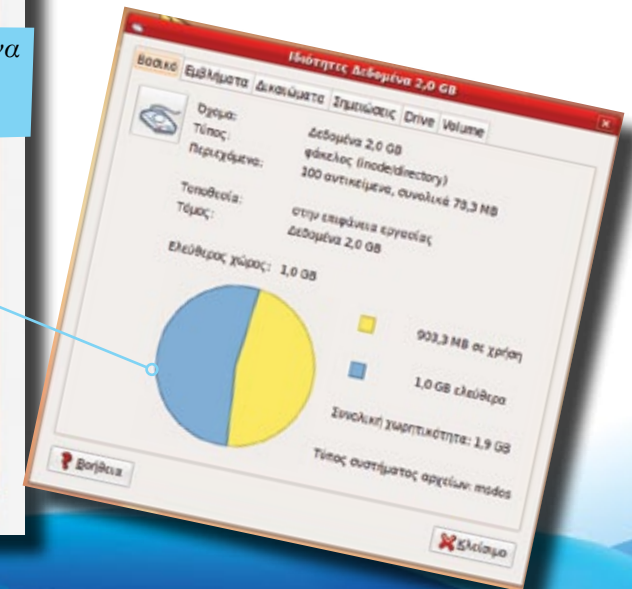 να
Ιδιότητες Δεδομένα 2,0 GB
Βασικό Εμβλήματα Δικαιώματα Σημειώσεις Drive Volume
Όνομα: Δεδομένα 2,0 GB
Τύπος: φάκελος (inode/directory)
Περιεχόμενα: 100 αντικείμενα, συνολικά 78,3 MB
Τοποθεσία: στην επιφάνεια εργασίας
Τόμος: Δεδομένα 2,0 GB
Ελεύθερος χώρος: 1,0 GB
903,3 MB σε χρήση
1,0 GB ελεύθερα
Συνολική χωρητικότητα: 1,9 GB
Τύπος συστήματος αρχείων: msdos
Βοήθεια
Κλείσιμο